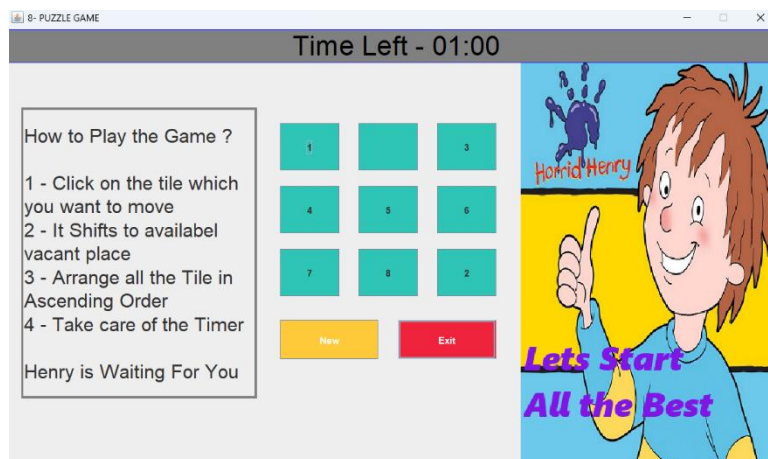 8- PUZZLE GAME
Time Left - 01:00
How to Play the Game ?
1 - Click on the tile which
you want to move
2 - It Shifts to availabel
vacant place
3 - Arrange all the Tile in
Ascending Order
4 - Take care of the Timer
Henry is Waiting For You
1 3
4 5 6
7 8 2
New Exit
Horrid Henry
Lets Start
All the Best